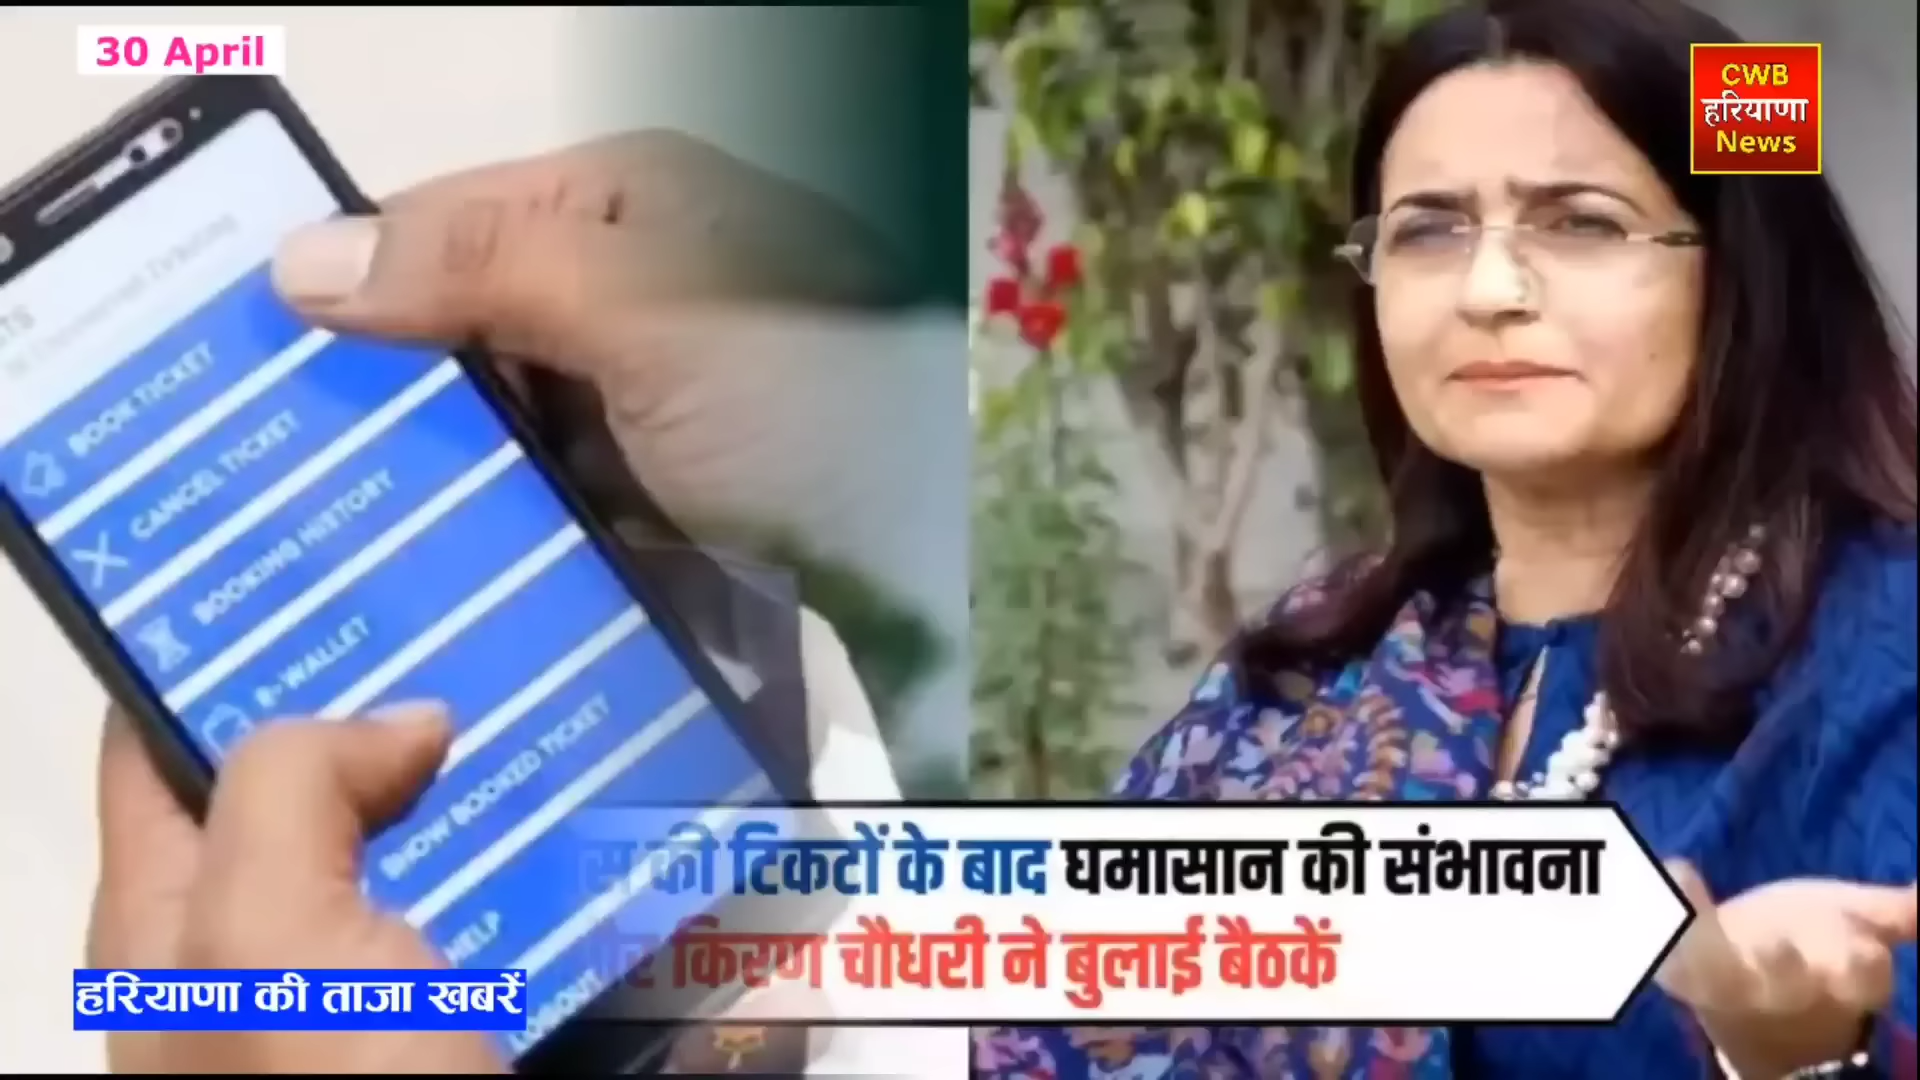 30 April
CWB
हरियाणा
News
BOOK TICKET
CANCEL TICKET
BOOKING HISTORY
R-WALLET
SHOW BOOKED TICKET
HELP
LOGOUT
की टिकटों के बाद घमासान की संभावना
किरण चौधरी ने बुलाई बैठकें
हरियाणा की ताजा खबरें